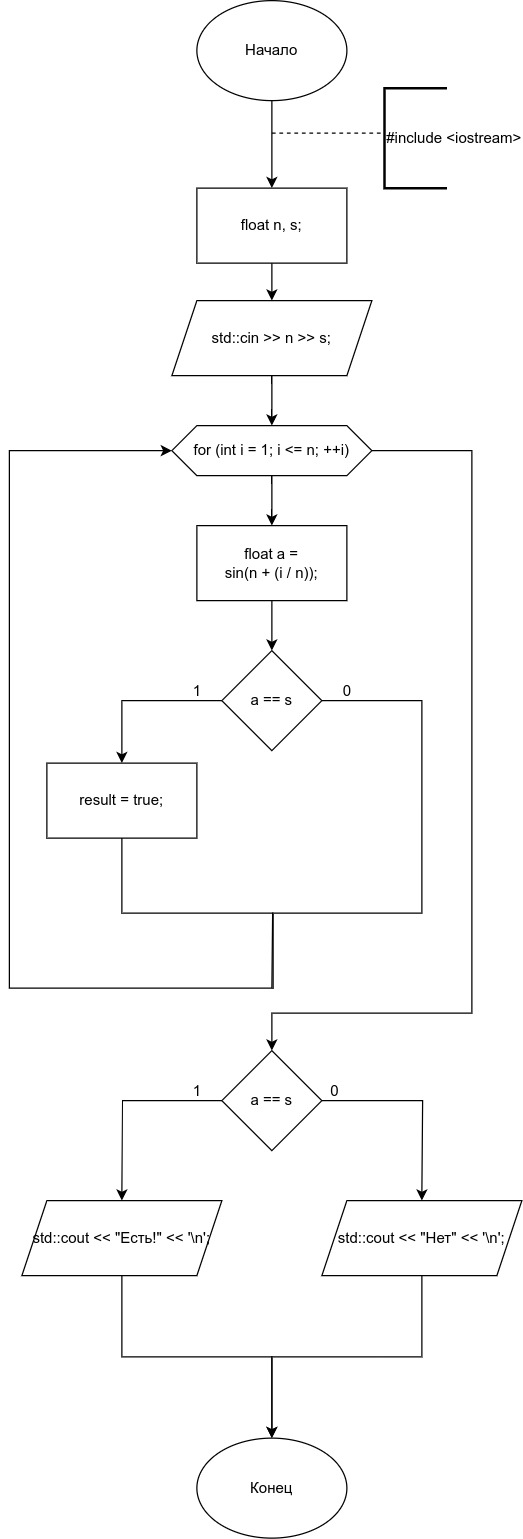 Начало
#include <iostream>
float n, s;
std::cin >> n >> s;
for (int i = 1; i <= n; ++i)
float a =
sin(n + (i / n));
a == s
1
0
result = true;
a == s
1
0
std::cout << "Есть!" << '\n';
std::cout << "Нет" << '\n';
Конец